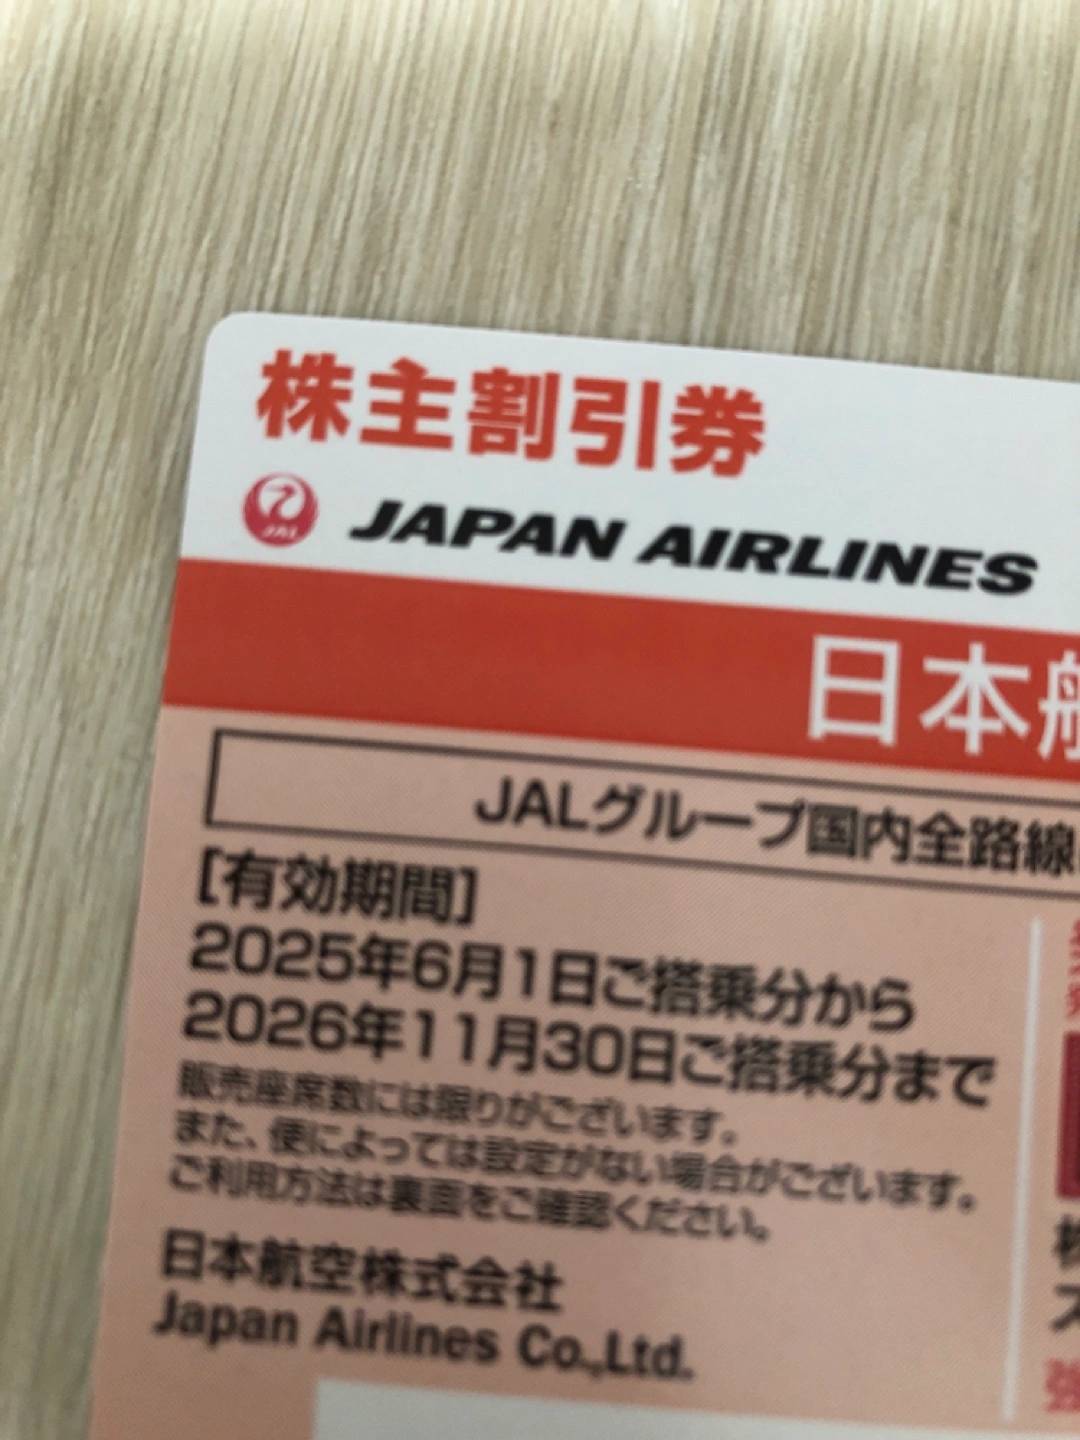 株主割引券
JAL JAPAN AIRLINES
日本航
JALグループ国内全路線
[有効期間]
2025年6月1日ご搭乗分から
2026年11月30日ご搭乗分まで
販売座席数には限りがございます。
また、便によっては設定がない場合がございます。
ご利用方法は裏面をご確認ください。
日本航空株式会社
Japan Airlines Co.,Ltd.